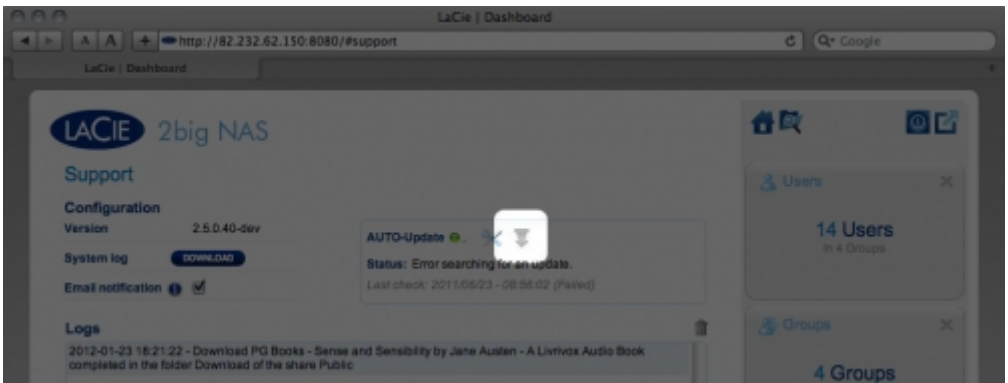 LaCie | Dashboard
A A + http://82.232.62.150:8080/#support Google
LaCie | Dashboard
LACIE 2big NAS
Support
Users
Configuration
Version 2.5.0.40-dev
14 Users
AUTO-Update
in 4 Groups
System log DOWNLOAD
Status: Error searching for an update.
Email notification
Last check: 2011/06/23 - 08:56:02 (Failed)
Logs
Groups
2012-01-23 16:21:22 - Download PG Books - Sense and Sensibility by Jane Austen - A Livrivox Audio Book
completed in the folder Download of the share Public
4 Groups